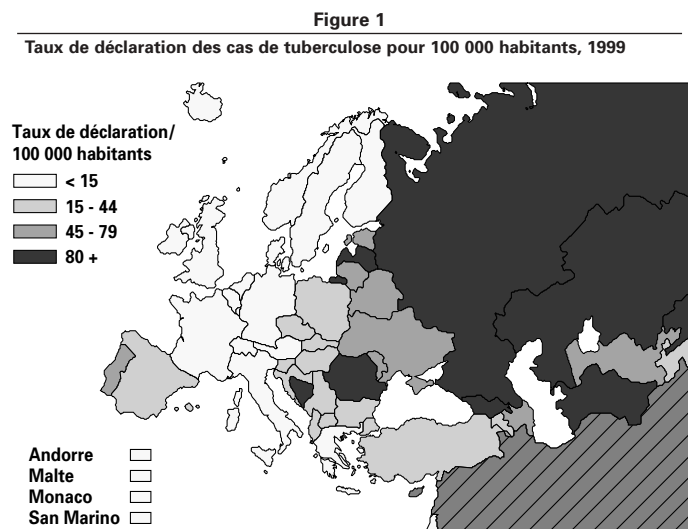 Figure 1
Taux de déclaration des cas de tuberculose pour 100 000 habitants, 1999
Taux de déclaration/
100 000 habitants
< 15
15 - 44
45 - 79
80 +
Andorre
Malte
Monaco
San Marino